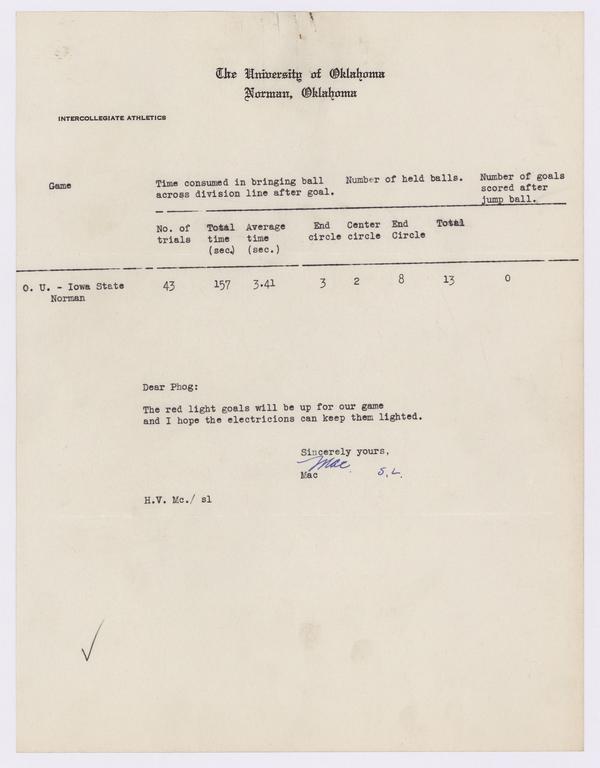 The University of Oklahoma
Norman, Oklahoma
INTERCOLLEGIATE ATHLETICS
Game Time consumed in bringing ball Number of held balls. Number of goals
across division line after goal. scored after
jump ball.
No. of Total Average End Center End Total
trials time time circle circle Circle
(sec.) (sec.)
O. U. - Iowa State 43 157 3.41 3 2 8 13 0
Norman
Dear Phog:
The red light goals will be up for our game
and I hope the electricions can keep them lighted.
Sincerely yours,
Mac
Mac S.L.
H.V. Mc./ sl